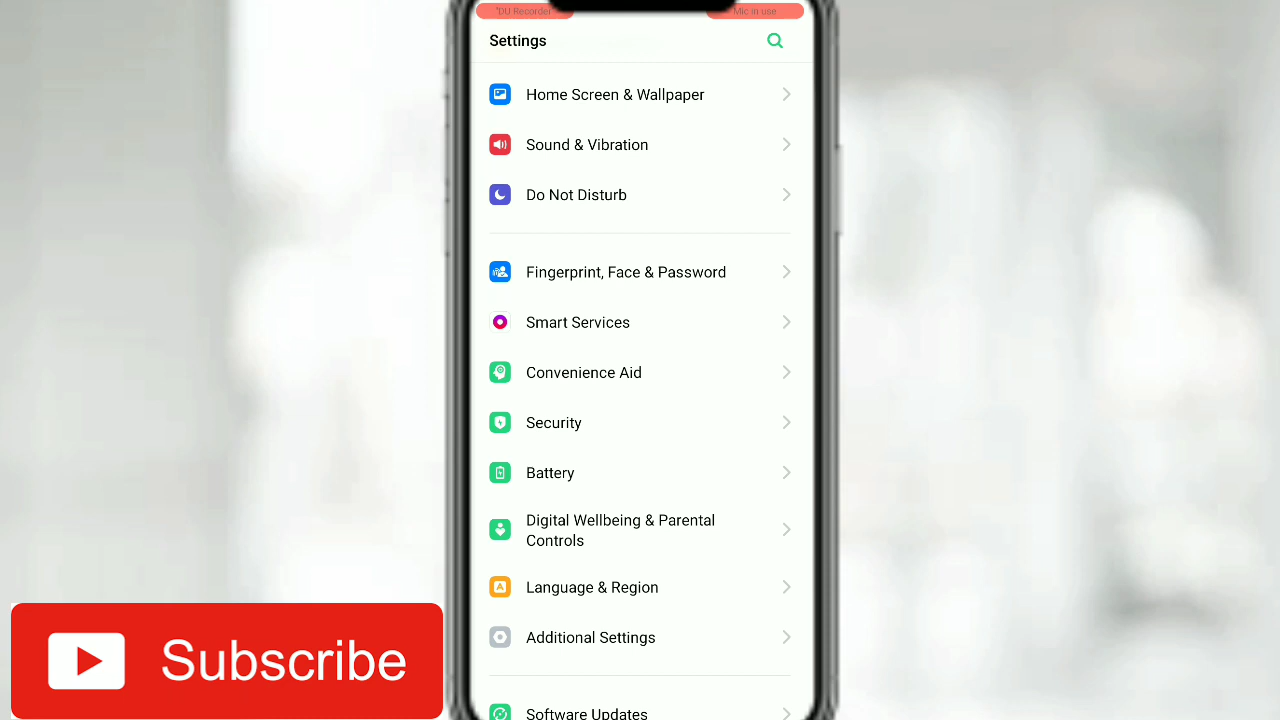 "DU Recorder"
Mic in use
Settings
Home Screen & Wallpaper
Sound & Vibration
Do Not Disturb
Fingerprint, Face & Password
Smart Services
Convenience Aid
Security
Battery
Digital Wellbeing & Parental
Controls
Language & Region
Additional Settings
Software Updates
Subscribe